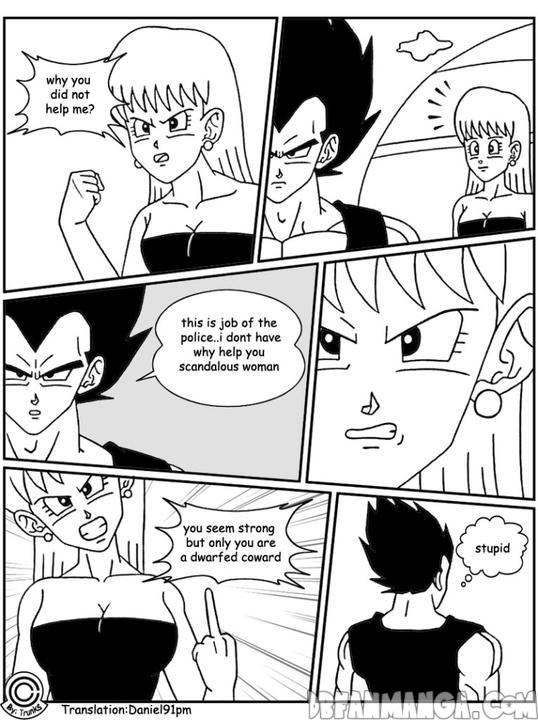 why you
did not
help me?
this is job of the
police..i dont have
why help you
scandalous woman
you seem strong
but only you are
a dwarfed coward
stupid
By: Trunks
Translation:Daniel91pm
DBFANMANGA.COM